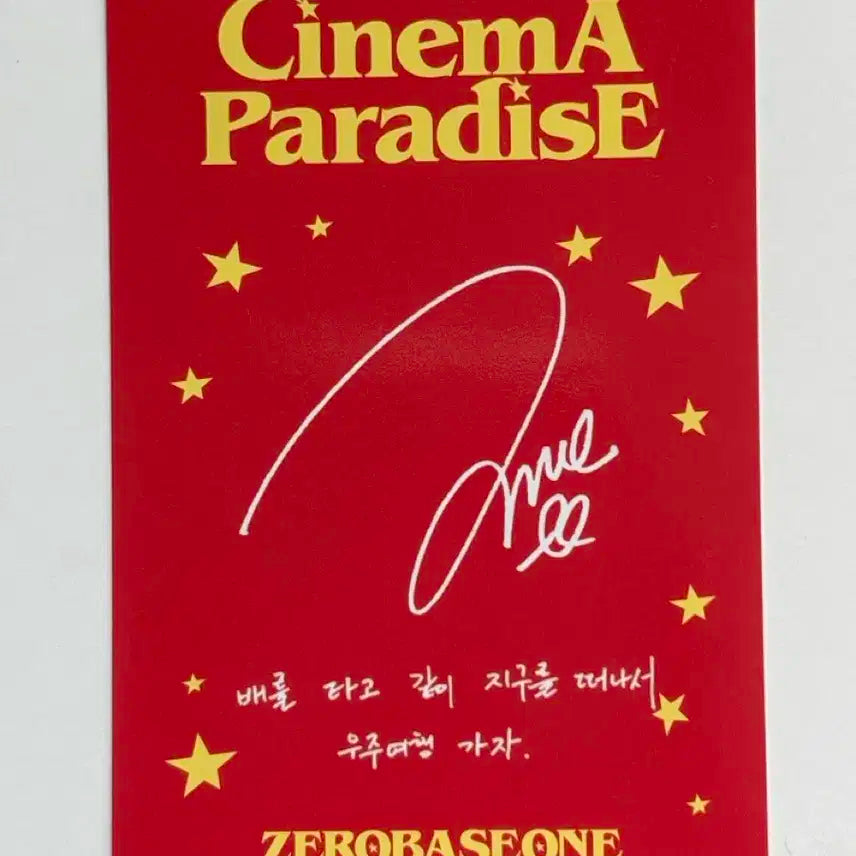 CinemA
ParadisE
배를 타고 같이 지구를 떠나서
우주여행 가자.
ZEROBASEONE